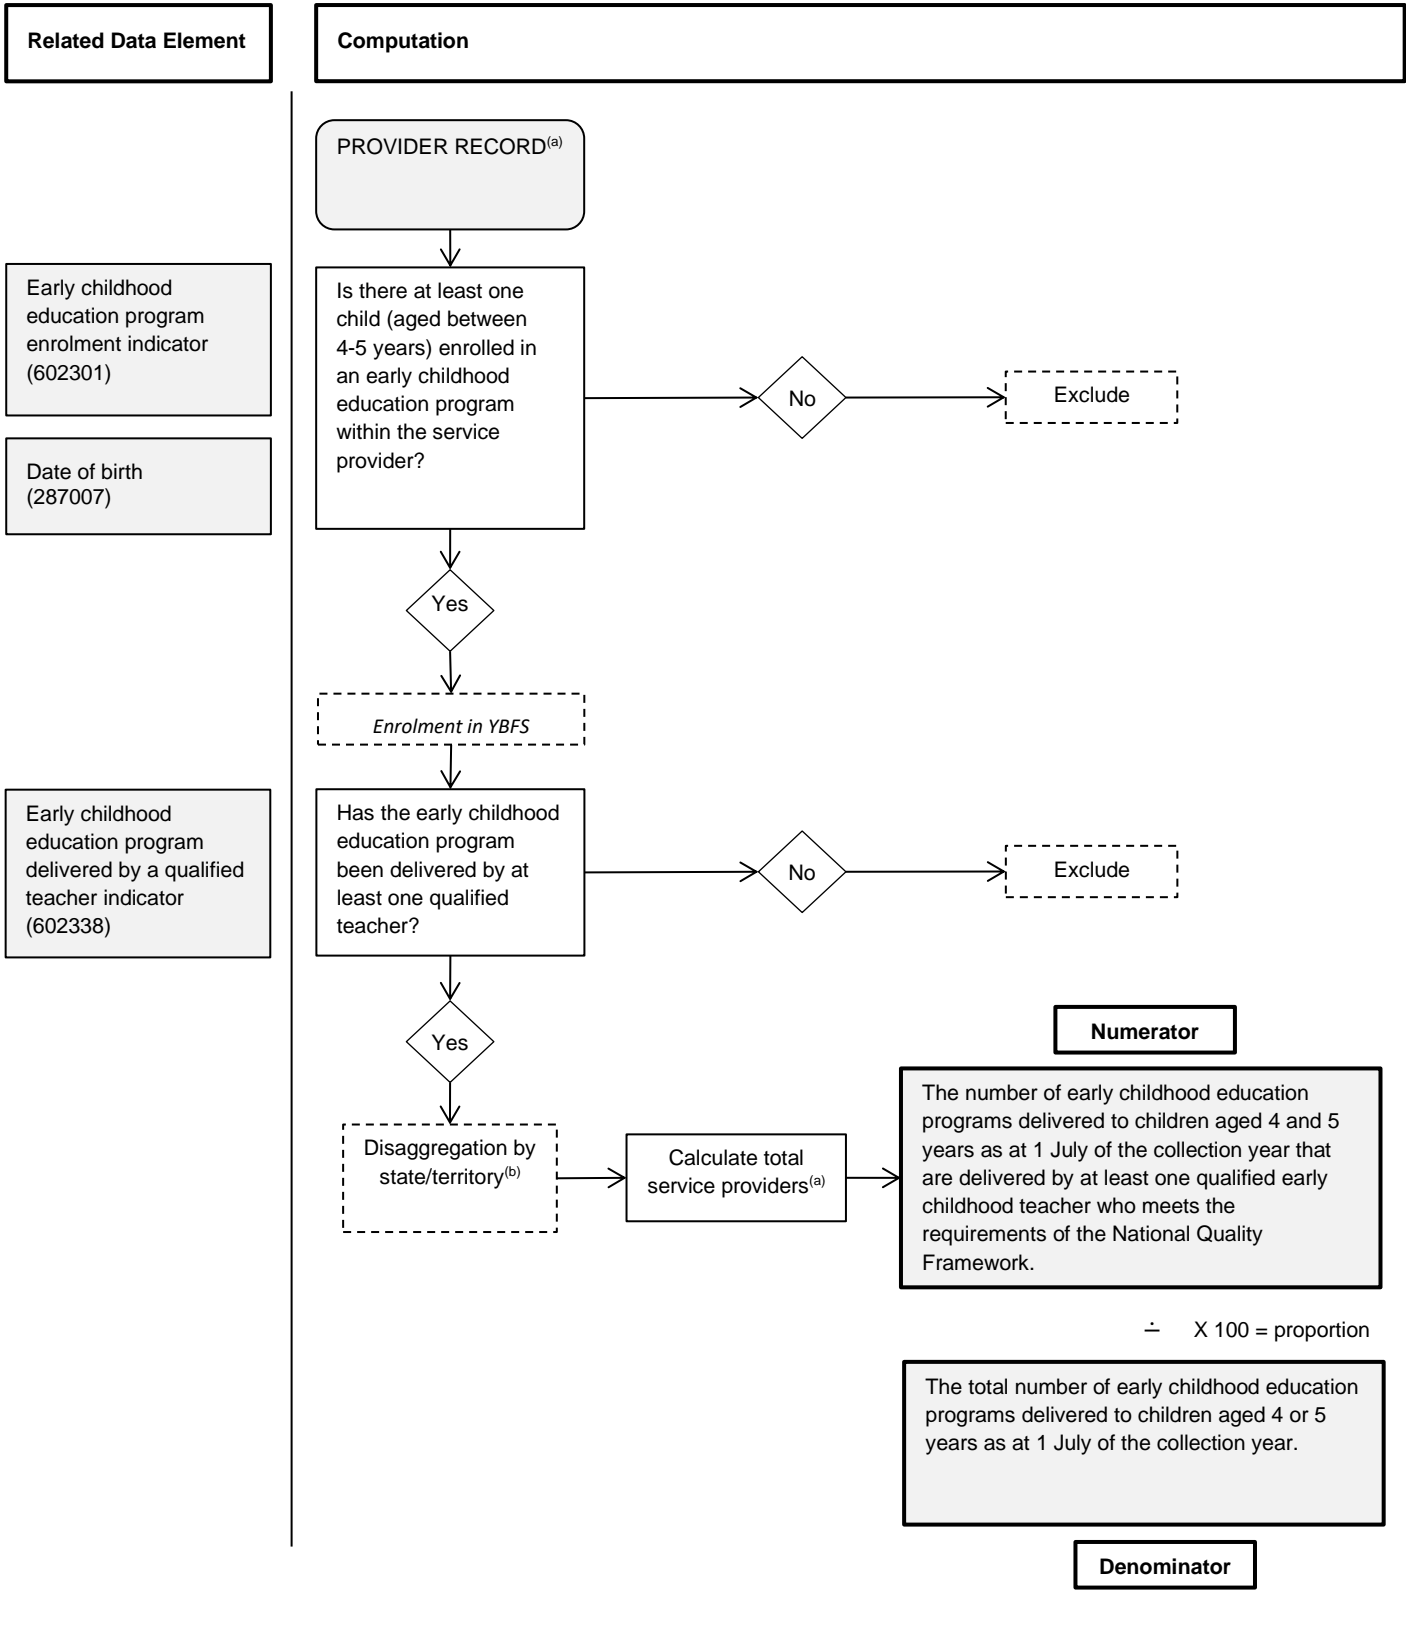 Related Data Element
Computation
PROVIDER RECORD(a)
Early childhood
education program
enrolment indicator
(602301)
Date of birth
(287007)
Is there at least one
child (aged between
4-5 years) enrolled in
an early childhood
education program
within the service
provider?
No
Exclude
Yes
Enrolment in YBFS
Early childhood
education program
delivered by a qualified
teacher indicator
(602338)
Has the early childhood
education program
been delivered by at
least one qualified
teacher?
No
Exclude
Yes
Disaggregation by
state/territory(b)
Calculate total
service providers(a)
Numerator
The number of early childhood education
programs delivered to children aged 4 and 5
years as at 1 July of the collection year that
are delivered by at least one qualified early
childhood teacher who meets the
requirements of the National Quality
Framework.
∸ X 100 = proportion
The total number of early childhood education
programs delivered to children aged 4 or 5
years as at 1 July of the collection year.
Denominator